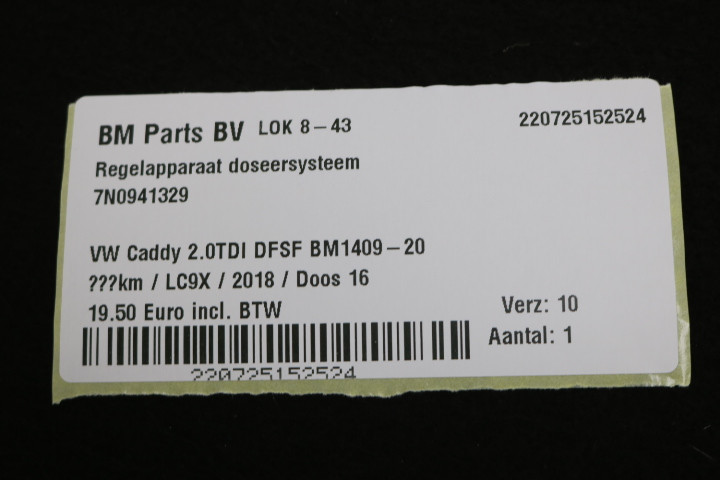 BM Parts BV LOK 8-43 220725152524
Regelapparaat doseersysteem
7N0941329
VW Caddy 2.0TDI DFSF BM1409-20
???km / LC9X / 2018 / Doos 16
19.50 Euro incl. BTW
Verz: 10
Aantal: 1
220725152524